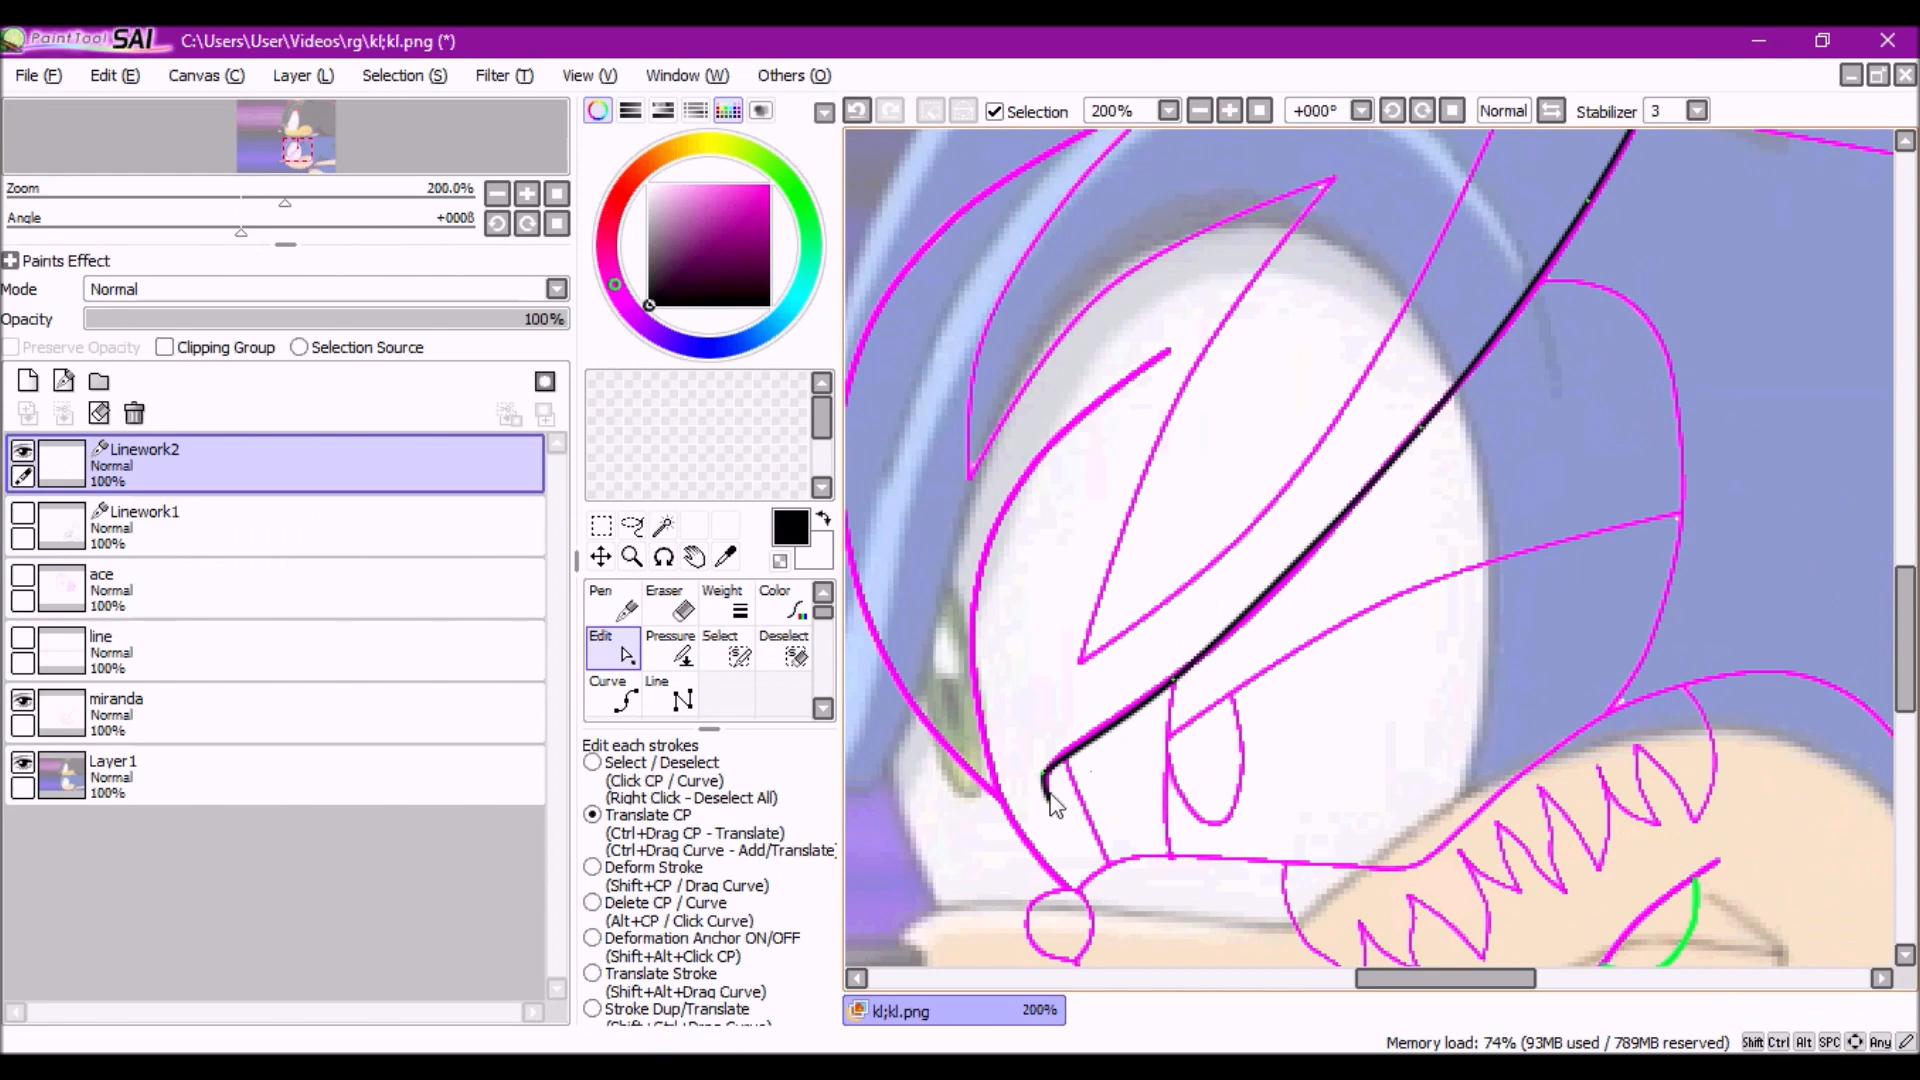 PaintTool SAI C:\Users\User\Videos\rg\kl;kl.png (*)
File (F) Edit (E) Canvas (C) Layer (L) Selection (S) Filter (T) View (V) Window (W) Others (O)
Selection 200% +000° Normal Stabilizer 3
Zoom 200.0%
Angle +000ß
Paints Effect
Mode Normal
Opacity 100%
Preserve Opacity Clipping Group Selection Source
Linework2
Normal
100%
Linework1
Normal
100%
ace
Normal
100%
line
Normal
100%
miranda
Normal
100%
Layer1
Normal
100%
Pen Eraser Weight Color
Edit Pressure Select Deselect
Curve Line
Edit each strokes
Select / Deselect
(Click CP / Curve)
(Right Click - Deselect All)
Translate CP
(Ctrl+Drag CP - Translate)
(Ctrl+Drag Curve - Add/Translate)
Deform Stroke
(Shift+CP / Drag Curve)
Delete CP / Curve
(Alt+CP / Click Curve)
Deformation Anchor ON/OFF
(Shift+Alt+Click CP)
Translate Stroke
(Shift+Alt+Drag Curve)
Stroke Dup/Translate
(Shift+Ctrl+Drag Curve)
kl;kl.png 200%
Memory load: 74% (93MB used / 789MB reserved) Shift Ctrl Alt SPC Any